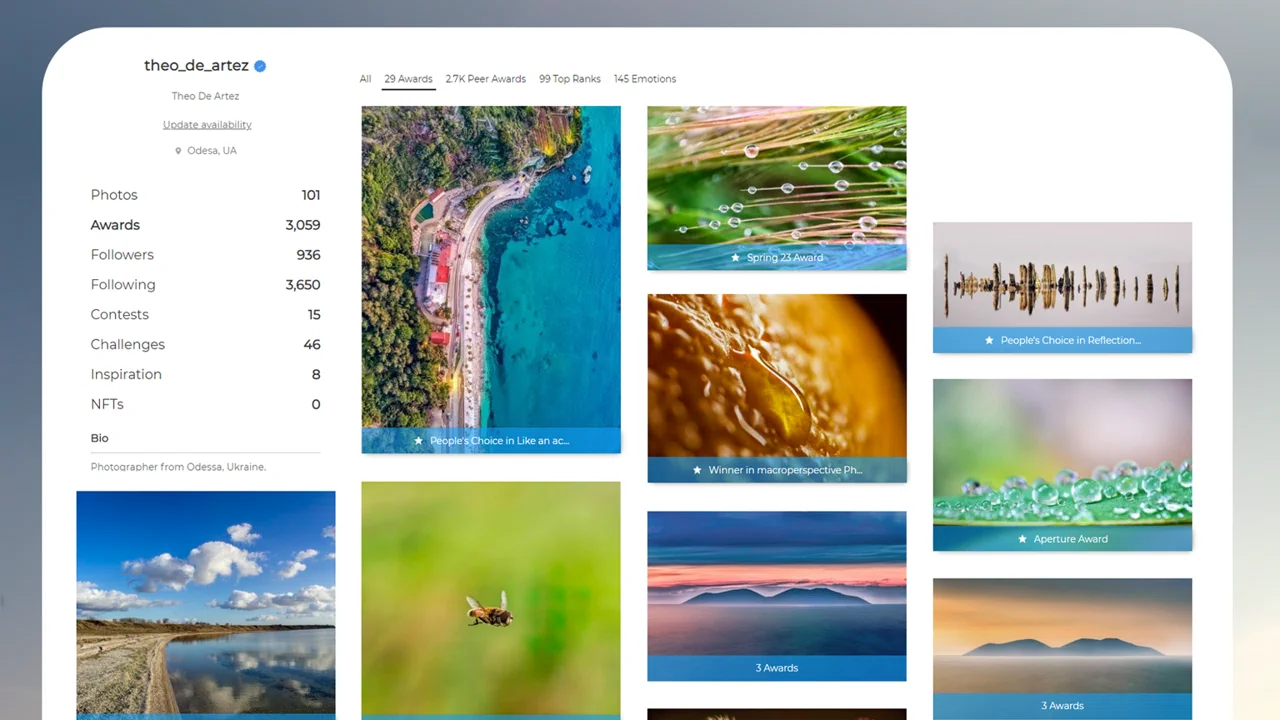 theo_de_artez
Theo De Artez
Update availability
Odesa, UA
Photos 101
Awards 3,059
Followers 936
Following 3,650
Contests 15
Challenges 46
Inspiration 8
NFTs 0
Bio
Photographer from Odessa, Ukraine.
All 29 Awards 2.7K Peer Awards 99 Top Ranks 145 Emotions
People's Choice in Like an ac...
Spring 23 Award
Winner in macroperspective Ph...
3 Awards
People's Choice in Reflection...
Aperture Award
3 Awards